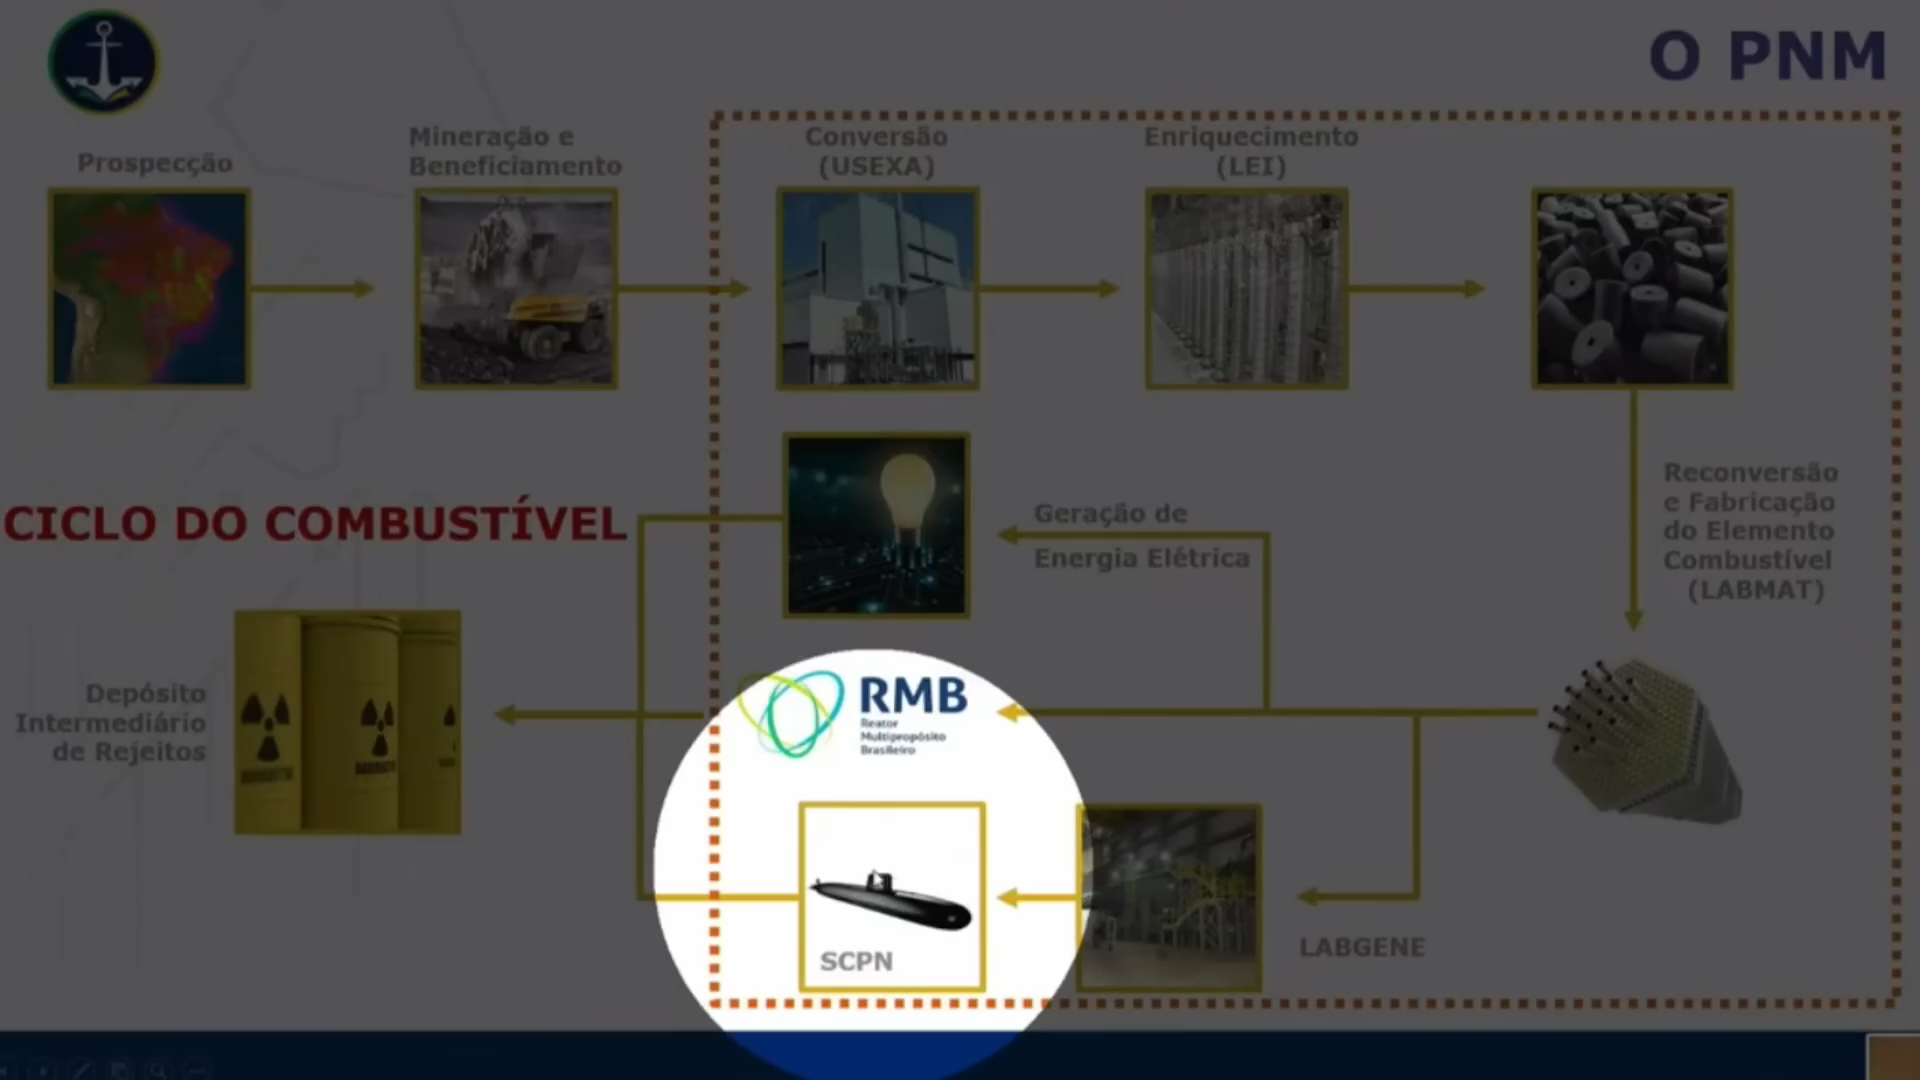 O PNM
Prospecção
Mineração e
Beneficiamento
Conversão
(USEXA)
Enriquecimento
(LEI)
Reconversão
e Fabricação
do Elemento
Combustível
(LABMAT)
CICLO DO COMBUSTÍVEL
Geração de
Energia Elétrica
Depósito
Intermediário
de Rejeitos
RMB
Reator
Multipropósito
Brasileiro
SCPN
LABGENE